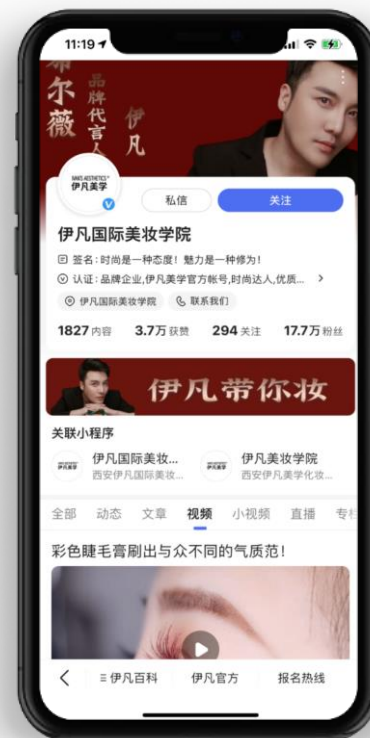 11:19
尔薇
品牌代言人
伊凡
伊凡美学
私信
关注
伊凡国际美妆学院
签名:时尚是一种态度!魅力是一种修为!
认证:品牌企业,伊凡美学官方帐号,时尚达人,优质...
伊凡国际美妆学院
联系我们
1827内容 3.7万获赞 294关注 17.7万粉丝
伊凡带你妆
关联小程序
伊凡国际美妆...
西安伊凡国际美妆...
伊凡美妆学院
西安伊凡美学化妆...
全部 动态 文章 视频 小视频 直播 专栏
彩色睫毛膏刷出与众不同的气质范!
伊凡百科 伊凡官方 报名热线